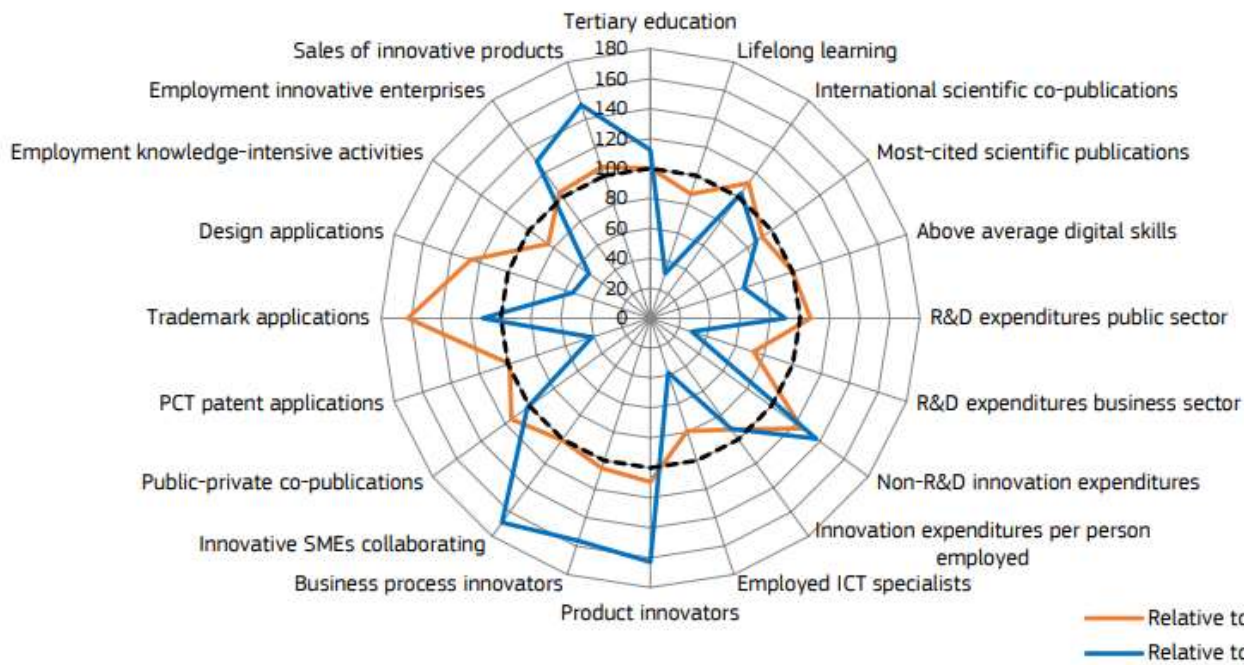 Tertiary education
Sales of innovative products
180
Lifelong learning
Employment innovative enterprises
160
International scientific co-publications
140
Employment knowledge-intensive activities
120
Most-cited scientific publications
100
Design applications
80
Above average digital skills
60
40
20
Trademark applications
0
R&D expenditures public sector
PCT patent applications
R&D expenditures business sector
Public-private co-publications
Non-R&D innovation expenditures
Innovative SMEs collaborating
Innovation expenditures per person
employed
Business process innovators
Employed ICT specialists
Product innovators
Relative to
Relative to